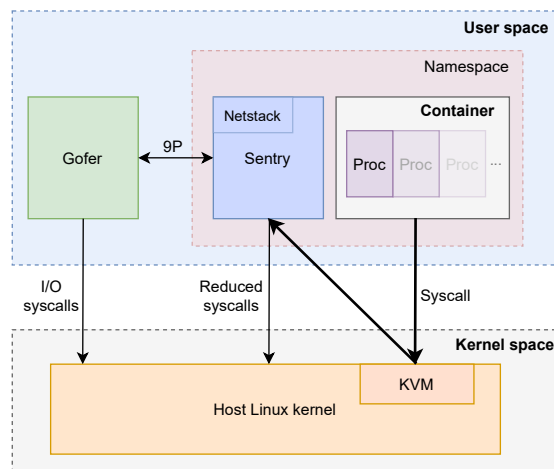 User space
Namespace
Netstack
Container
Gofer
9P
Sentry
Proc Proc Proc ...
I/O
syscalls
Reduced
syscalls
Syscall
Kernel space
KVM
Host Linux kernel